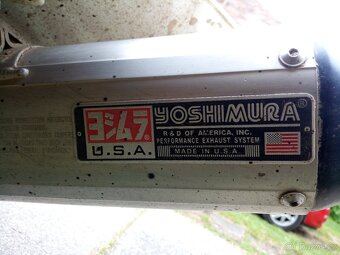 ヨシムラ
U.S.A.
YOSHIMURA®
R & D OF AMERICA, INC.
PERFORMANCE EXHAUST SYSTEM
MADE IN U.S.A.